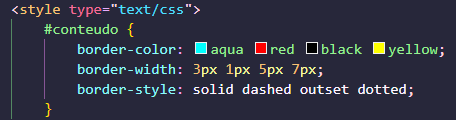 <style type="text/css">
#conteudo {
border-color: aqua red black yellow;
border-width: 3px 1px 5px 7px;
border-style: solid dashed outset dotted;
}